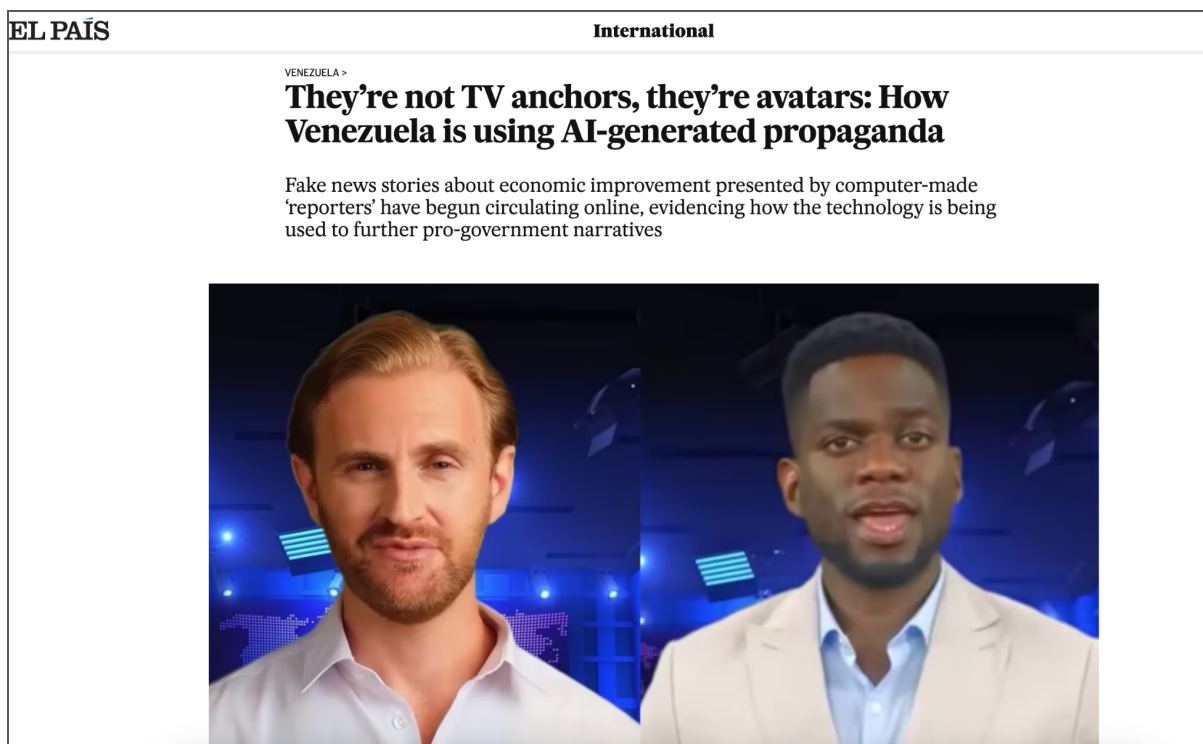 EL PAÍS
International
VENEZUELA >
They’re not TV anchors, they’re avatars: How
Venezuela is using AI-generated propaganda
Fake news stories about economic improvement presented by computer-made
‘reporters’ have begun circulating online, evidencing how the technology is being
used to further pro-government narratives